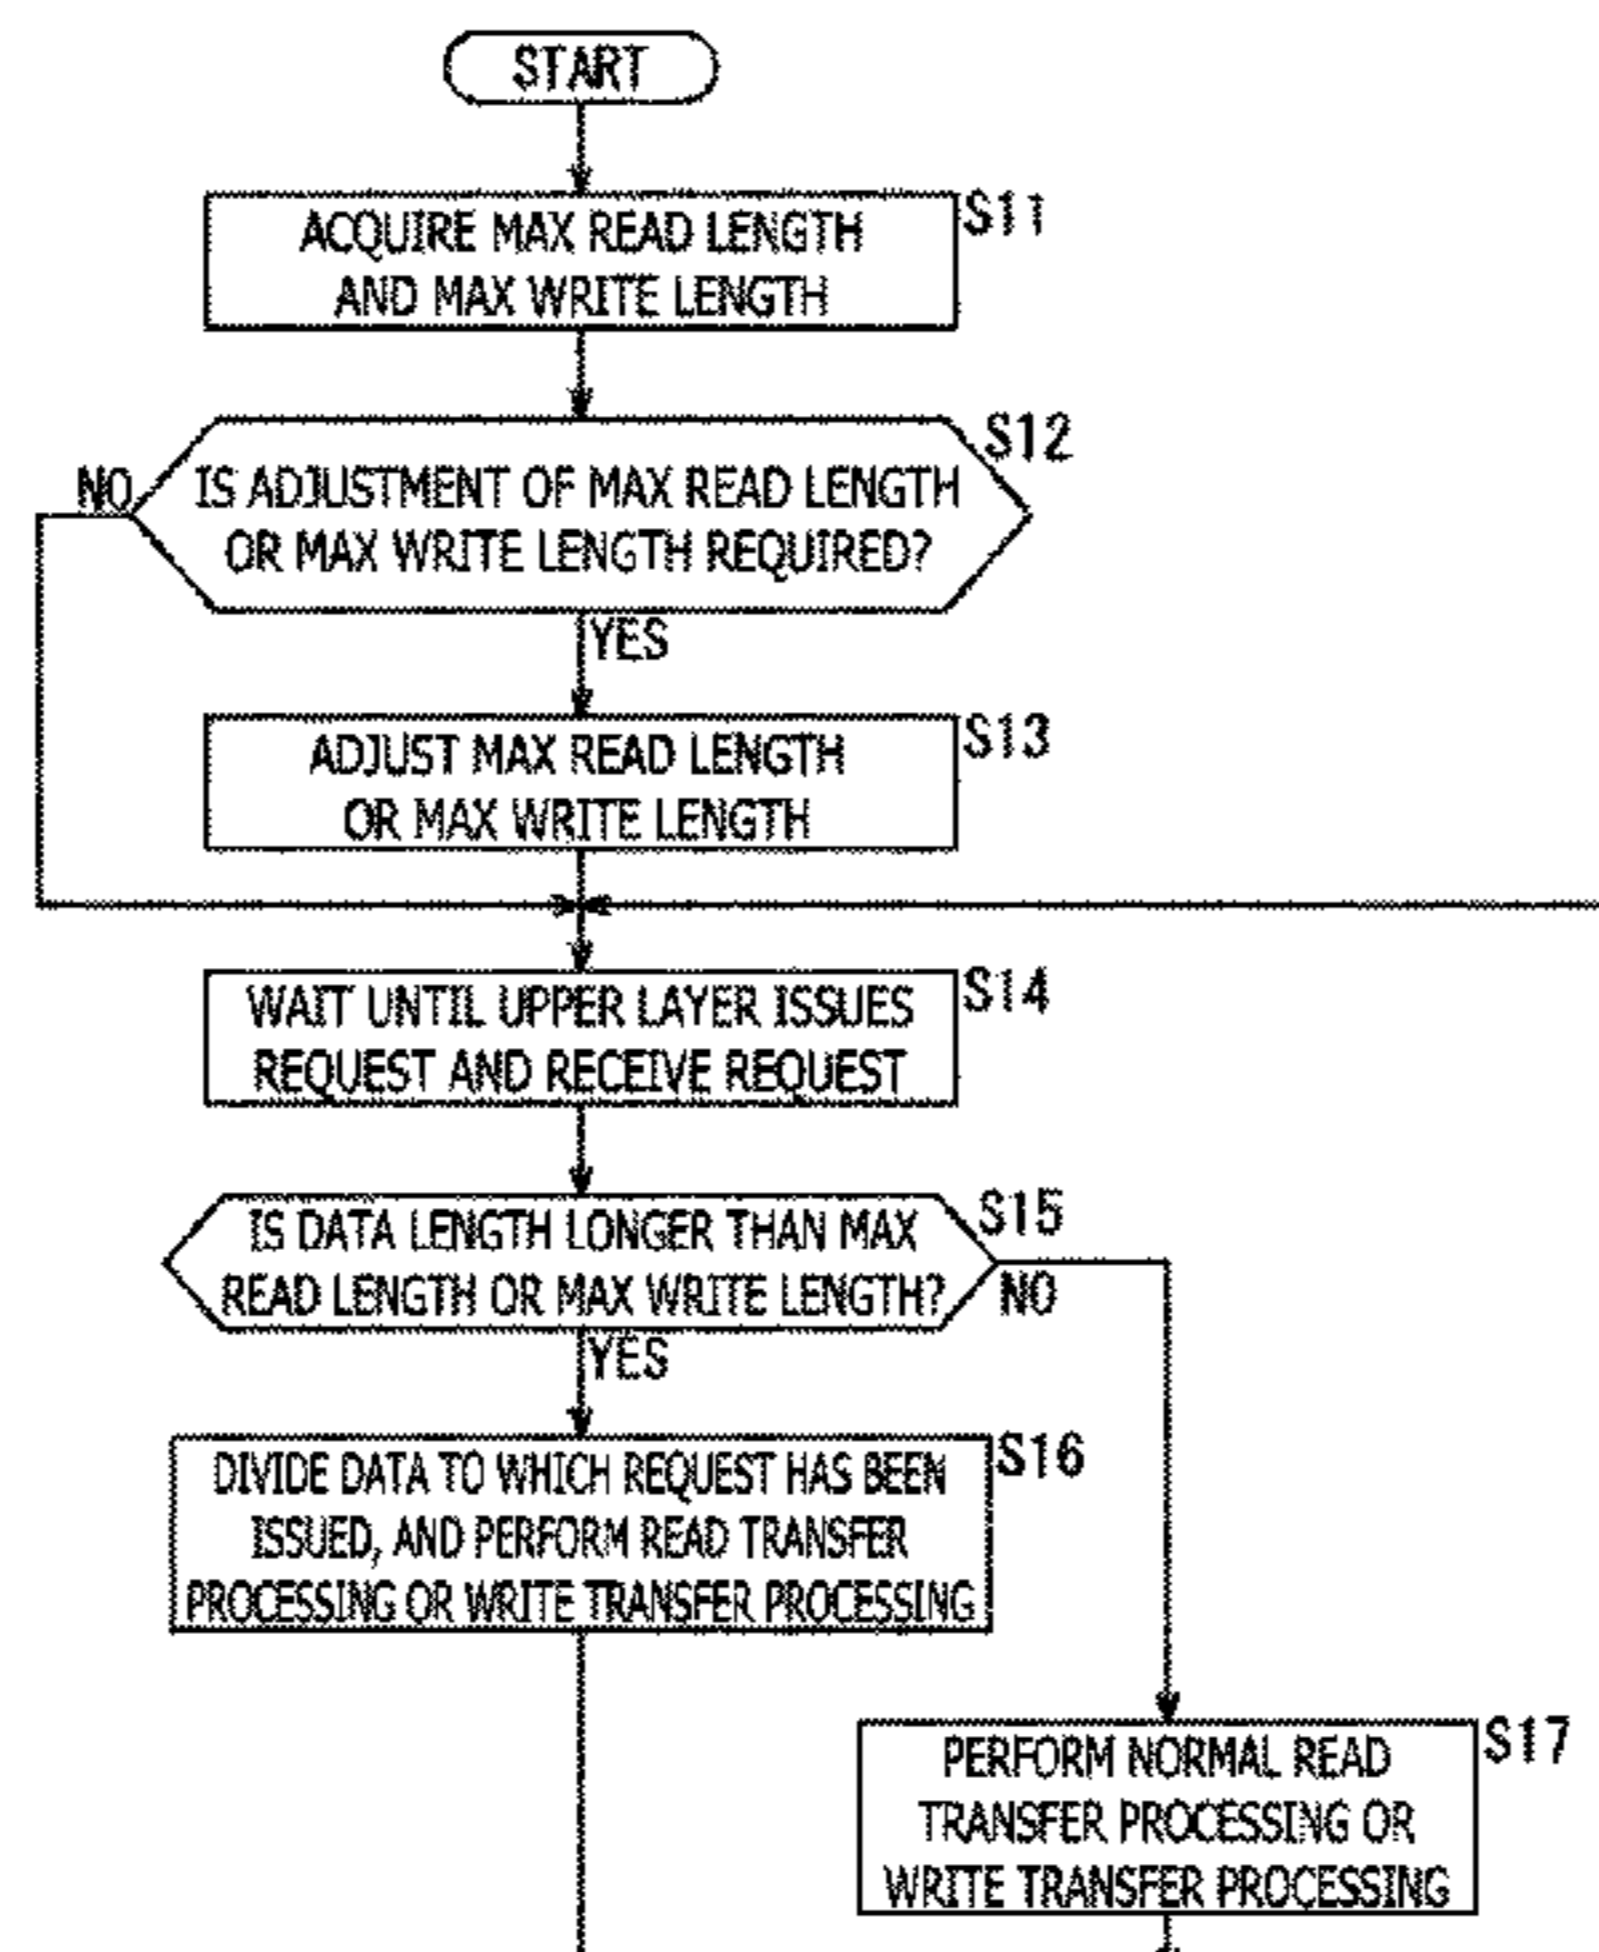 START
ACQUIRE MAX READ LENGTH
AND MAX WRITE LENGTH
S11
S12
NO
IS ADJUSTMENT OF MAX READ LENGTH
OR MAX WRITE LENGTH REQUIRED?
YES
S13
ADJUST MAX READ LENGTH
OR MAX WRITE LENGTH
S14
WAIT UNTIL UPPER LAYER ISSUES
REQUEST AND RECEIVE REQUEST
S15
IS DATA LENGTH LONGER THAN MAX
READ LENGTH OR MAX WRITE LENGTH?
NO
YES
S16
DIVIDE DATA TO WHICH REQUEST HAS BEEN
ISSUED, AND PERFORM READ TRANSFER
PROCESSING OR WRITE TRANSFER PROCESSING
S17
PERFORM NORMAL READ
TRANSFER PROCESSING OR
WRITE TRANSFER PROCESSING